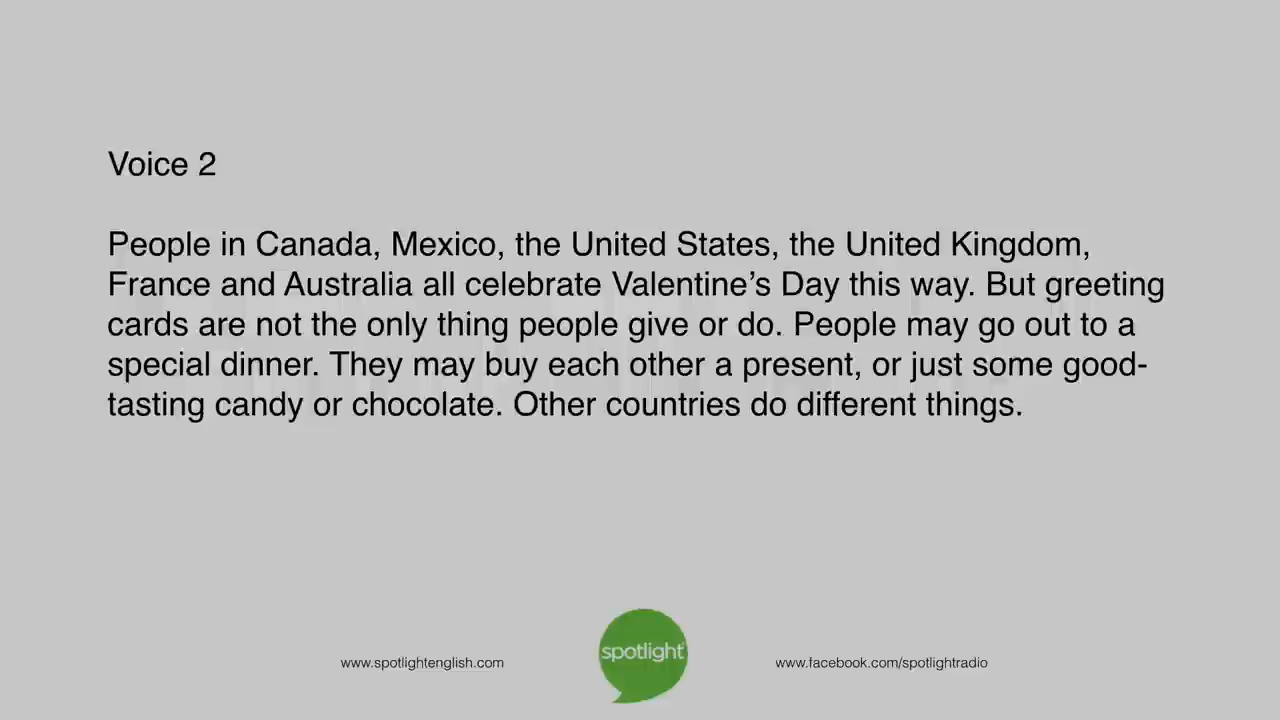 Voice 2
People in Canada, Mexico, the United States, the United Kingdom,
France and Australia all celebrate Valentine’s Day this way. But greeting
cards are not the only thing people give or do. People may go out to a
special dinner. They may buy each other a present, or just some good-
tasting candy or chocolate. Other countries do different things.
www.spotlightenglish.com
spotlight
www.facebook.com/spotlightradio